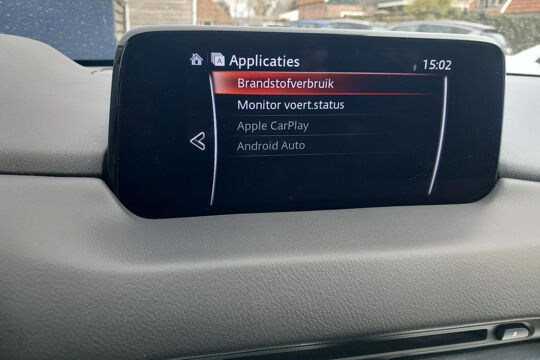 Applicaties
15:02
Brandstofverbruik
Monitor voert.status
Apple CarPlay
Android Auto